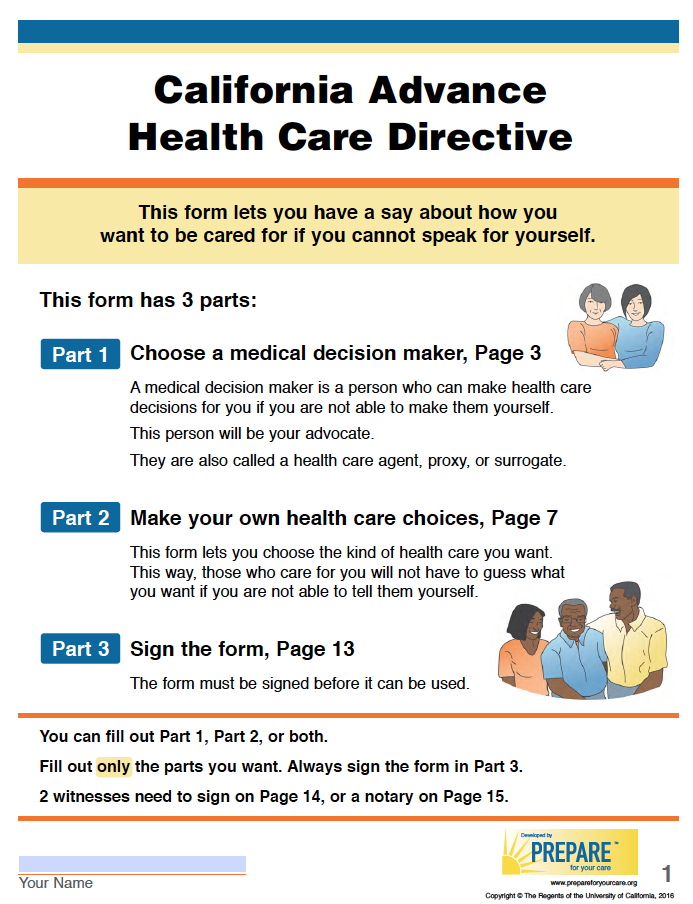 California Advance
Health Care Directive
This form lets you have a say about how you
want to be cared for if you cannot speak for yourself.
This form has 3 parts:
Part 1 Choose a medical decision maker, Page 3
A medical decision maker is a person who can make health care
decisions for you if you are not able to make them yourself.
This person will be your advocate.
They are also called a health care agent, proxy, or surrogate.
Part 2 Make your own health care choices, Page 7
This form lets you choose the kind of health care you want.
This way, those who care for you will not have to guess what
you want if you are not able to tell them yourself.
Part 3 Sign the form, Page 13
The form must be signed before it can be used.
You can fill out Part 1, Part 2, or both.
Fill out only the parts you want. Always sign the form in Part 3.
2 witnesses need to sign on Page 14, or a notary on Page 15.
Developed by
PREPARE™
for your care
www.prepareforyourcare.org
1
Your Name
Copyright © The Regents of the University of California, 2016